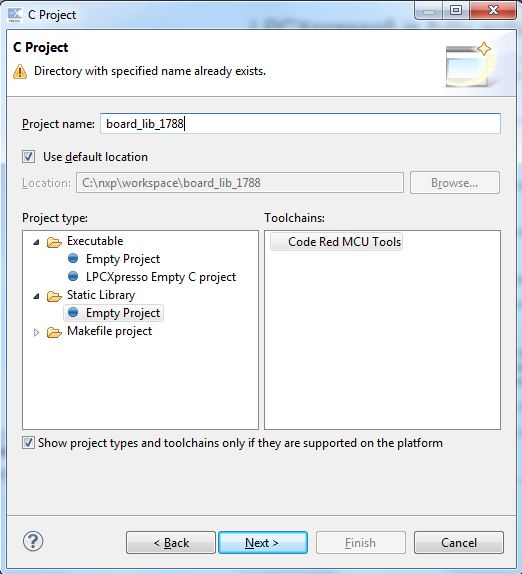 C Project
C Project
Directory with specified name already exists.
Project name: board_lib_1788
Use default location
Location: C:\nxp\workspace\board_lib_1788 Browse...
Project type: Toolchains:
Executable Code Red MCU Tools
Empty Project
LPCXpresso Empty C project
Static Library
Empty Project
Makefile project
Show project types and toolchains only if they are supported on the platform
< Back Next > Finish Cancel